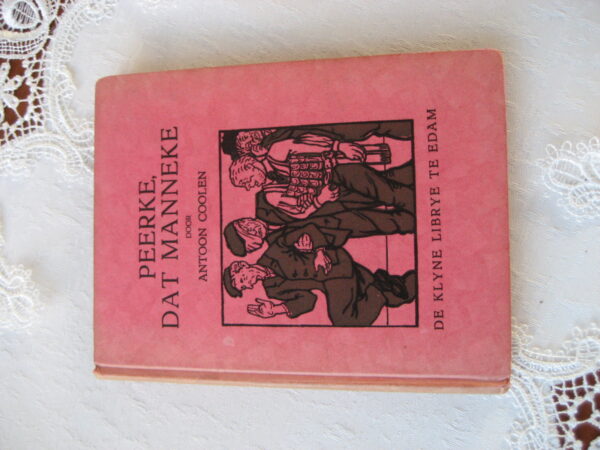 PEERKE,
DAT MANNEKE
DOOR
ANTOON COOLEN
DE KLYNE LIBRYE TE EDAM